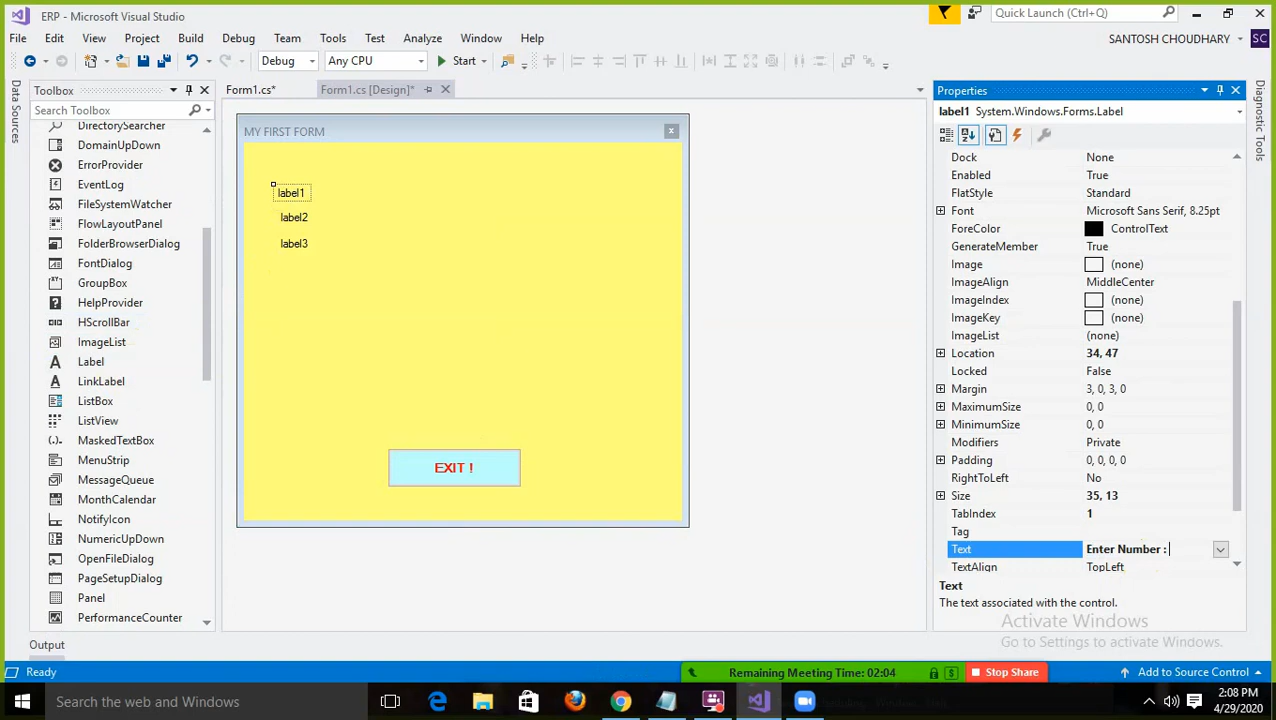 ERP - Microsoft Visual Studio
Quick Launch (Ctrl+Q)
File Edit View Project Build Debug Team Tools Test Analyze Window Help
SANTOSH CHOUDHARY SC
Debug Any CPU Start
Data Sources
Toolbox
Search Toolbox
DirectorySearcher
DomainUpDown
ErrorProvider
EventLog
FileSystemWatcher
FlowLayoutPanel
FolderBrowserDialog
FontDialog
GroupBox
HelpProvider
HScrollBar
ImageList
Label
LinkLabel
ListBox
ListView
MaskedTextBox
MenuStrip
MessageQueue
MonthCalendar
NotifyIcon
NumericUpDown
OpenFileDialog
PageSetupDialog
Panel
PerformanceCounter
Form1.cs* Form1.cs [Design]*
MY FIRST FORM
label1
label2
label3
EXIT !
Properties
label1 System.Windows.Forms.Label
Dock None
Enabled True
FlatStyle Standard
Font Microsoft Sans Serif, 8.25pt
ForeColor ControlText
GenerateMember True
Image (none)
ImageAlign MiddleCenter
ImageIndex (none)
ImageKey (none)
ImageList (none)
Location 34, 47
Locked False
Margin 3, 0, 3, 0
MaximumSize 0, 0
MinimumSize 0, 0
Modifiers Private
Padding 0, 0, 0, 0
RightToLeft No
Size 35, 13
TabIndex 1
Tag
Text Enter Number :
TextAlign TopLeft
Text
The text associated with the control.
Diagnostic Tools
Activate Windows
Go to Settings to activate Windows.
Output
Ready
Remaining Meeting Time: 02:04 Stop Share
Add to Source Control
Search the web and Windows
2:08 PM
4/29/2020